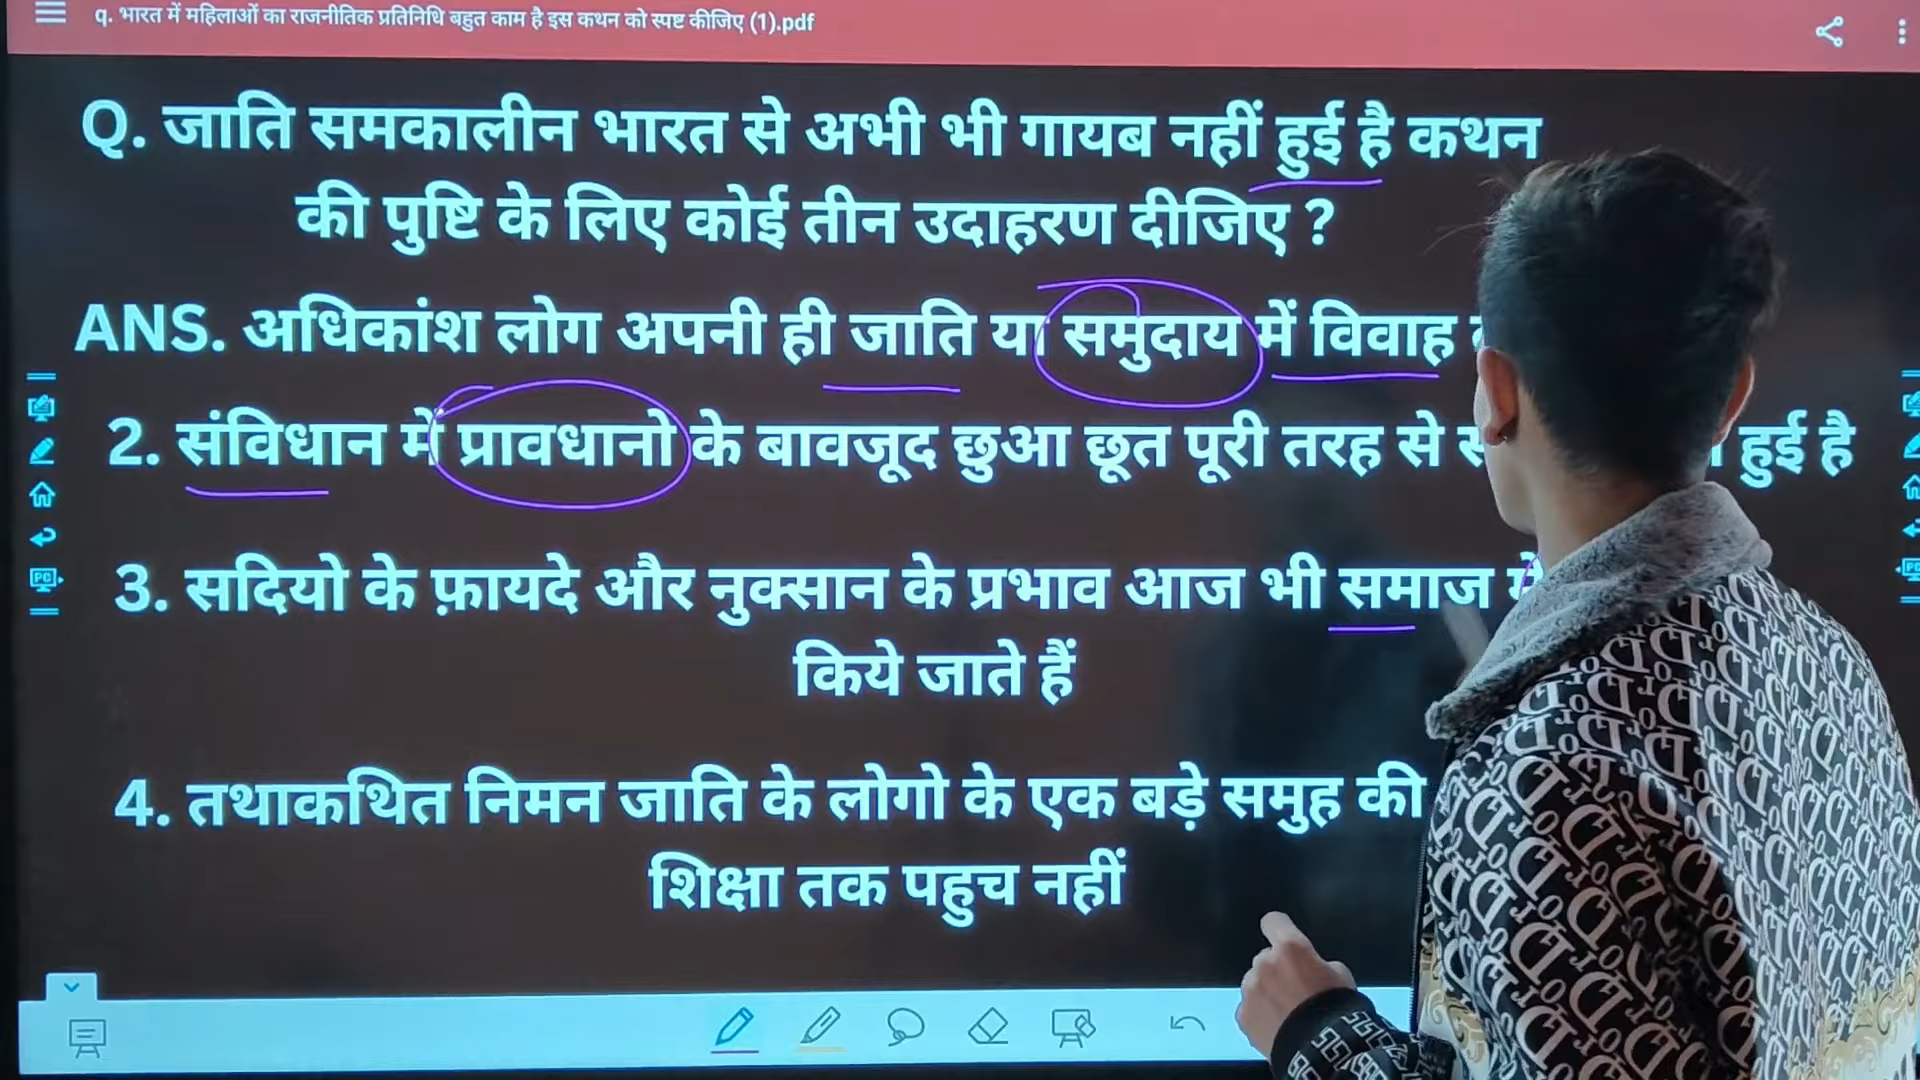 q. भारत में महिलाओं का राजनीतिक प्रतिनिधि बहुत काम है इस कथन को स्पष्ट कीजिए (1).pdf
Q. जाति समकालीन भारत से अभी भी गायब नहीं हुई है कथन
की पुष्टि के लिए कोई तीन उदाहरण दीजिए ?
ANS. अधिकांश लोग अपनी ही जाति या समुदाय में विवाह
2. संविधान में प्रावधानो के बावजूद छुआ छूत पूरी तरह से हुई है
3. सदियो के फ़ायदे और नुक्सान के प्रभाव आज भी समाज में
किये जाते हैं
4. तथाकथित निमन जाति के लोगो के एक बड़े समुह की
शिक्षा तक पहुच नहीं
PC